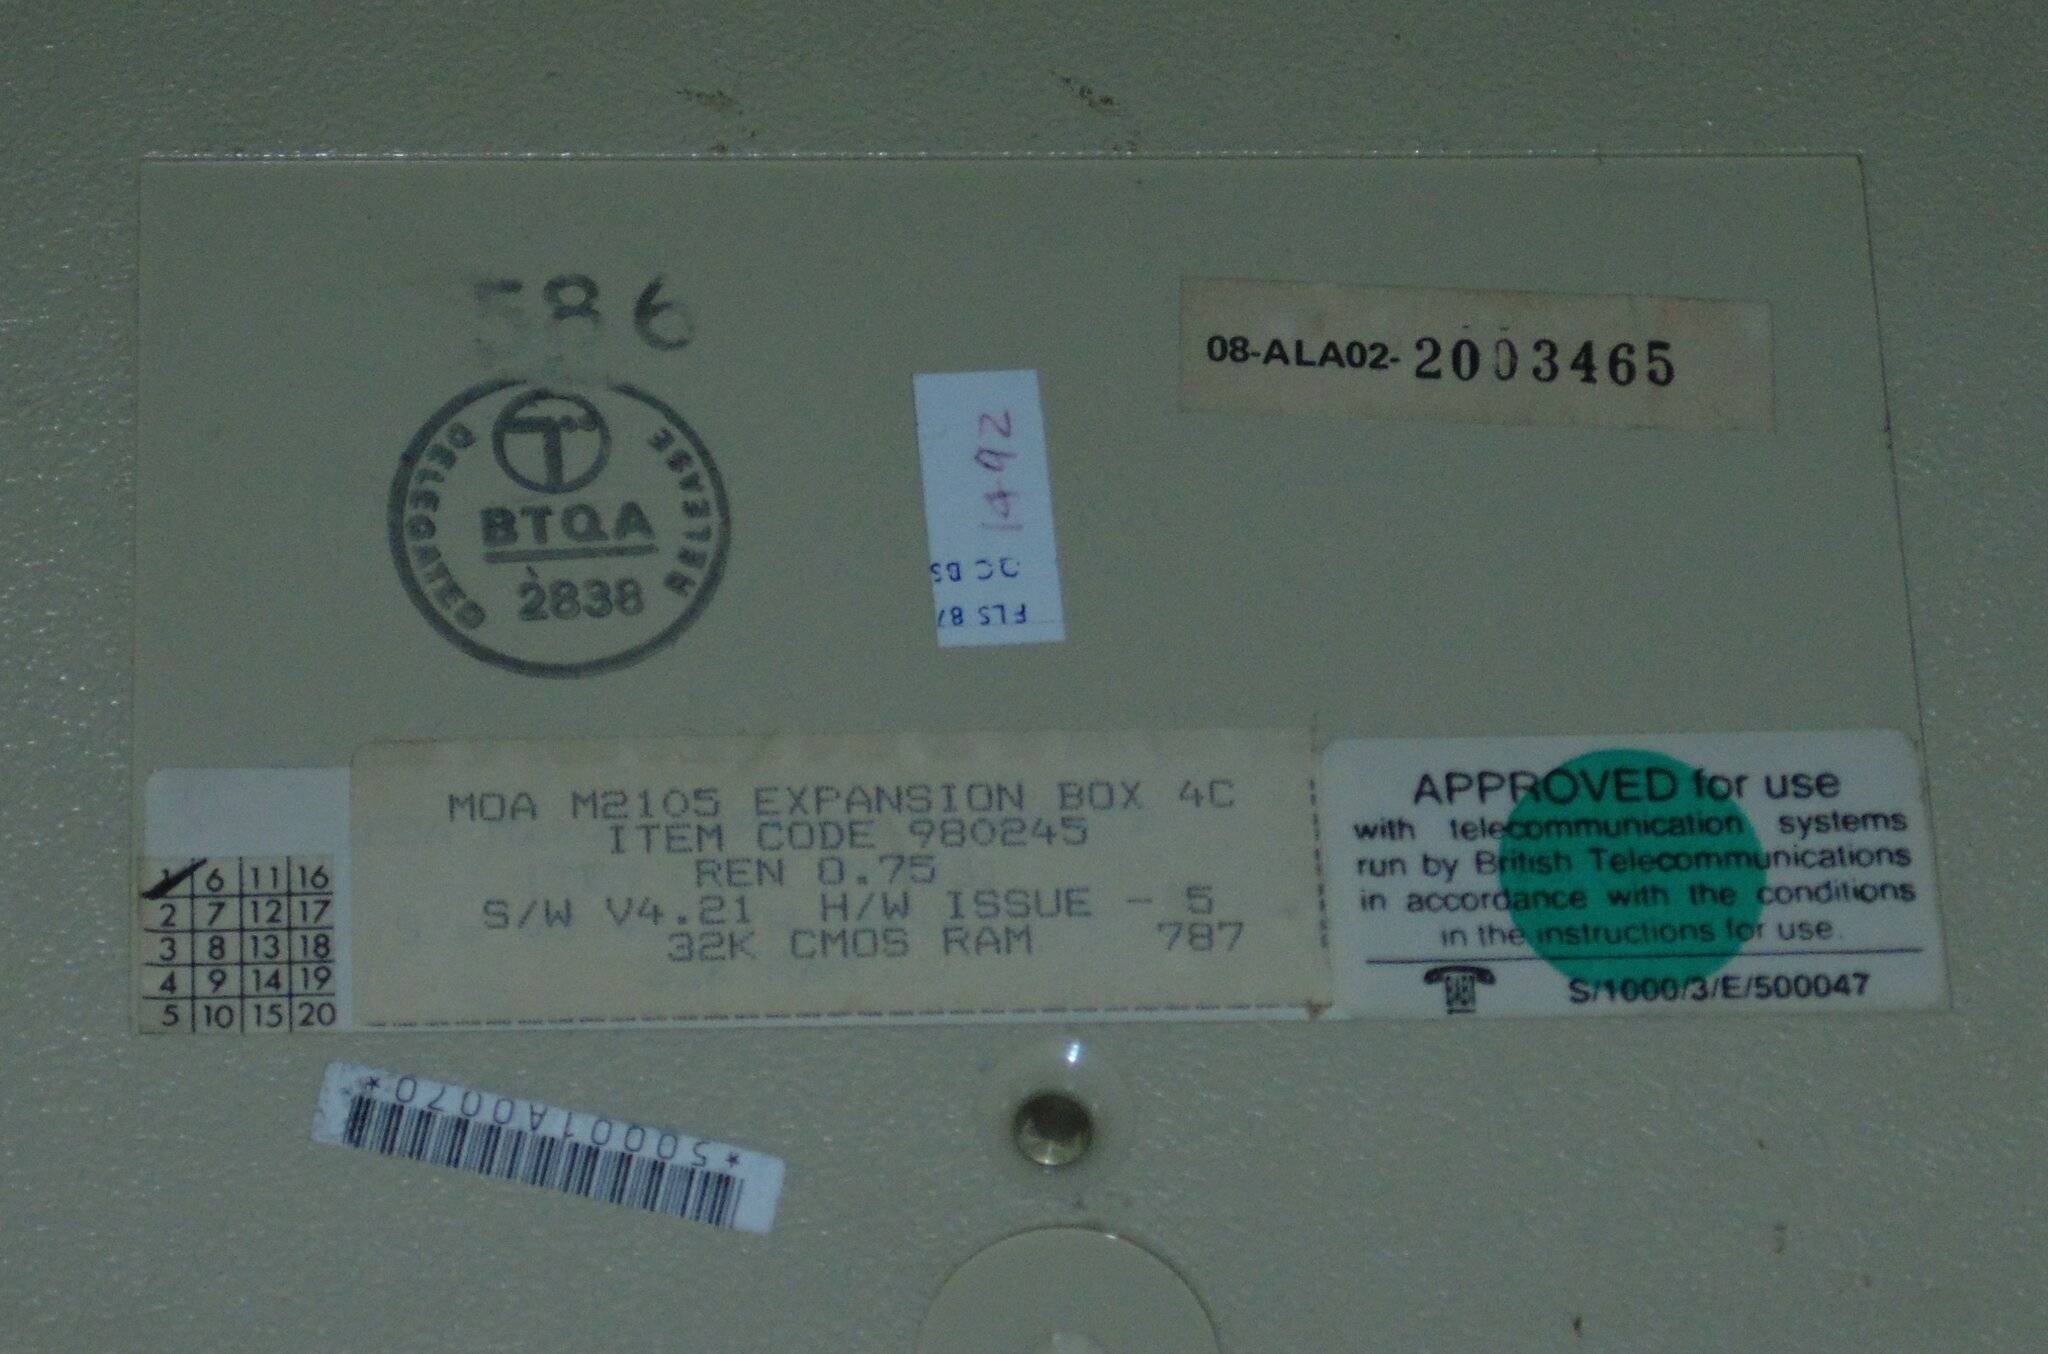 586
DELEGATED
RELEASE
T
BTQA
2838
08-ALA02-2003465
1492
FLS 87
MOA M2105 EXPANSION BOX 4C
ITEM CODE 980245
REN 0.75
S/W V4.21 H/W ISSUE - 5
32K CMOS RAM 787
APPROVED for use
with telecommunication systems
run by British Telecommunications
in accordance with the conditions
in the instructions for use.
S/1000/3/E/500047
1 6 11 16
2 7 12 17
3 8 13 18
4 9 14 19
5 10 15 20
*50001A0070*